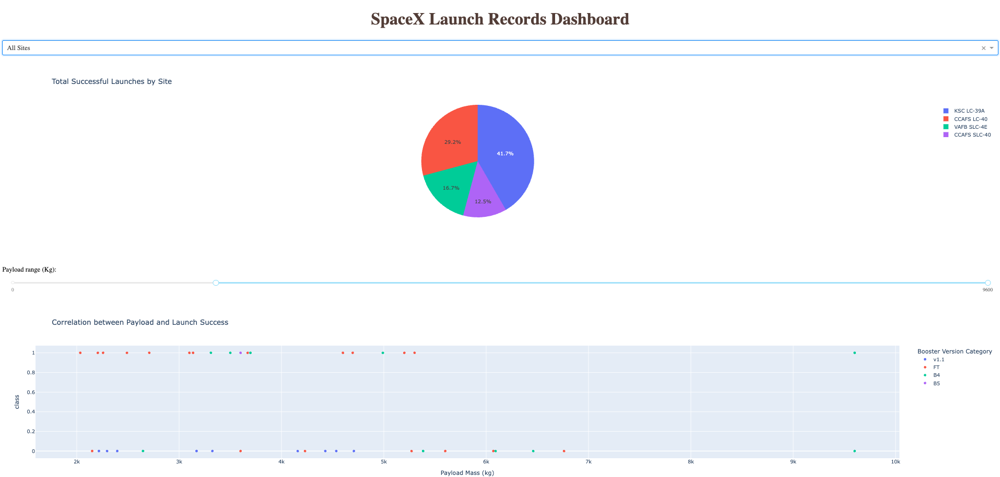 SpaceX Launch Records Dashboard
All Sites
Total Successful Launches by Site
KSC LC-39A
CCAFS LC-40
VAFB SLC-4E
CCAFS SLC-40
29.2%
41.7%
16.7%
12.5%
Payload range (Kg):
0
9600
Correlation between Payload and Launch Success
Booster Version Category
v1.1
FT
B4
B5
class
1
0.8
0.6
0.4
0.2
0
2k
3k
4k
5k
6k
7k
8k
9k
10k
Payload Mass (kg)